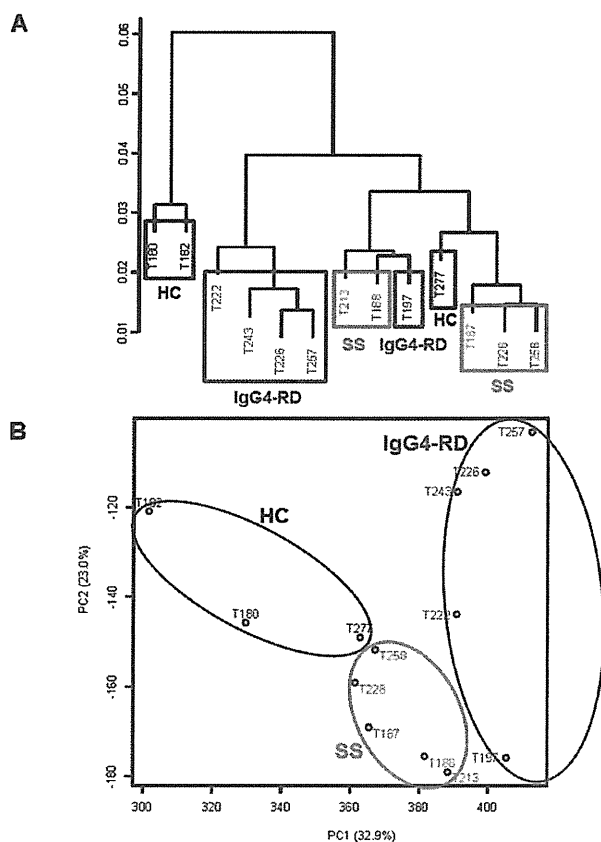 A
0.06
0.05
0.04
0.03
0.02
0.01
T180
T182
HC
T222
T243
T226
T257
IgG4-RD
T213
T188
SS
T197
IgG4-RD
T277
HC
T187
T228
T258
SS
B
IgG4-RD
T257
T226
T243
T182
HC
T222
T180
T277
T258
T228
T187
SS
T188
T213
T197
-120
-140
-160
-180
PC2 (23.0%)
300
320
340
360
380
400
PC1 (32.9%)